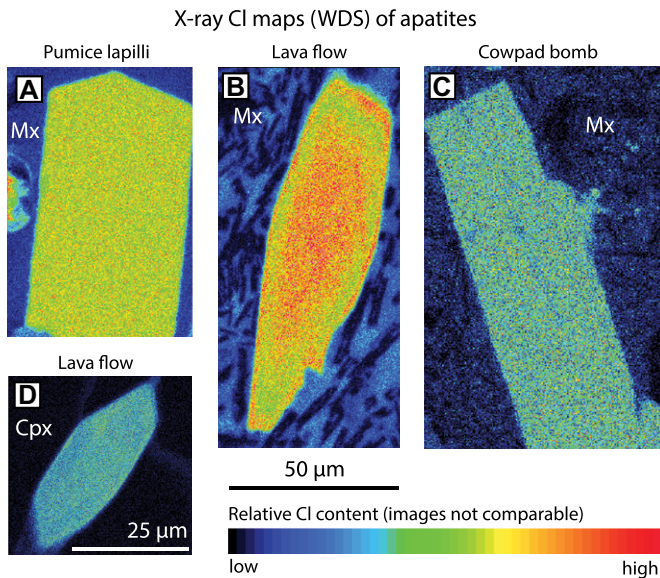 X-ray Cl maps (WDS) of apatites
Pumice lapilli
Lava flow
Cowpad bomb
A
B
C
Mx
Mx
Mx
Lava flow
D
Cpx
25 μm
50 μm
Relative Cl content (images not comparable)
low
high